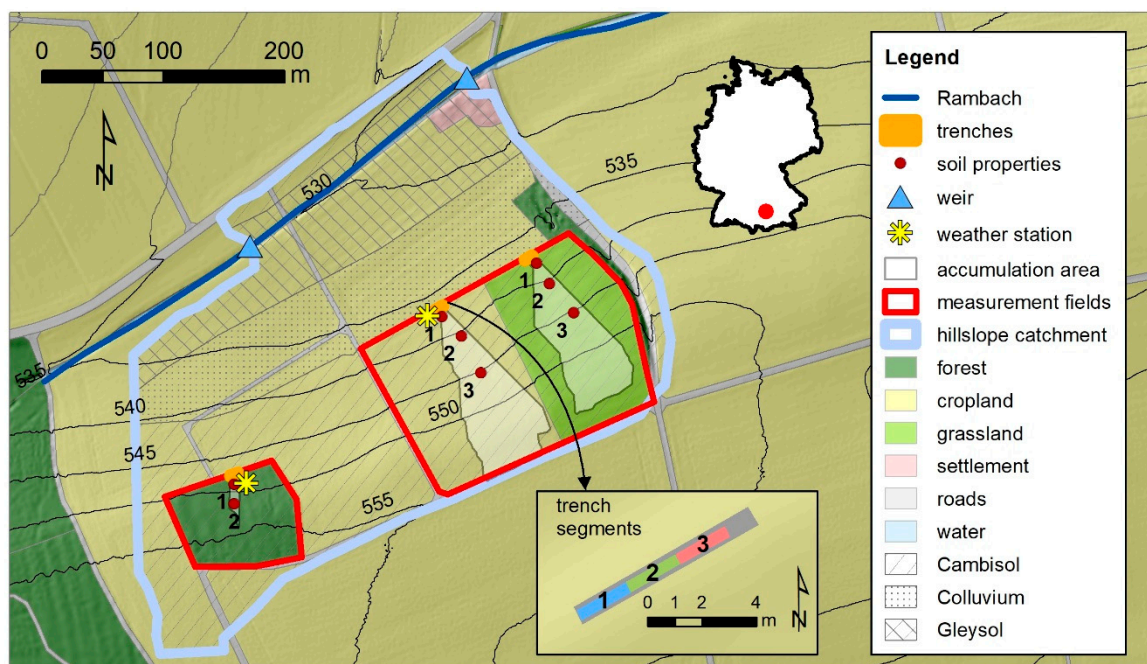 0 50 100 200
m
N
530
535
535
540
545
550
555
1
2
3
1
2
3
1
2
trench
segments
1
2
3
0 1 2 4
m
N
Legend
Rambach
trenches
soil properties
weir
weather station
accumulation area
measurement fields
hillslope catchment
forest
cropland
grassland
settlement
roads
water
Cambisol
Colluvium
Gleysol